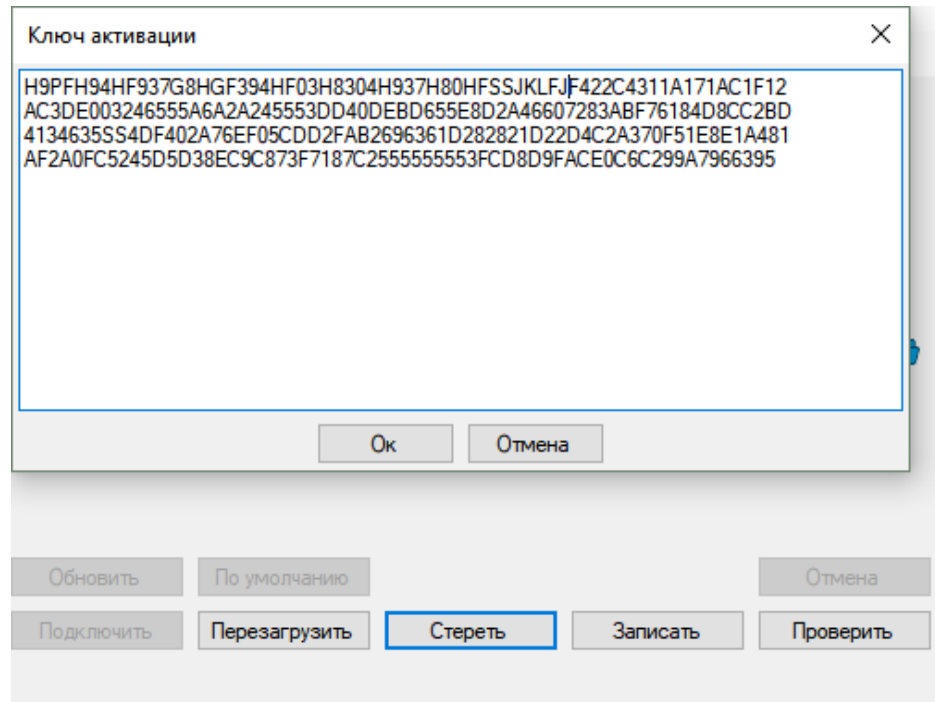 Ключ активации
H9PFH94HF937G8HGF394HF03H8304H937H80HFSSJKLFJF422C4311A171AC1F12
AC3DE003246555A6A2A245553DD40DEBD655E8D2A46607283ABF76184D8CC2BD
4134635SS4DF402A76EF05CDD2FAB2696361D282821D22D4C2A370F51E8E1A481
AF2A0FC5245D5D38EC9C873F7187C2555555553FCD8D9FACE0C6C299A7966395
Ок Отмена
Обновить По умолчанию Отмена
Подключить Перезагрузить Стереть Записать Проверить